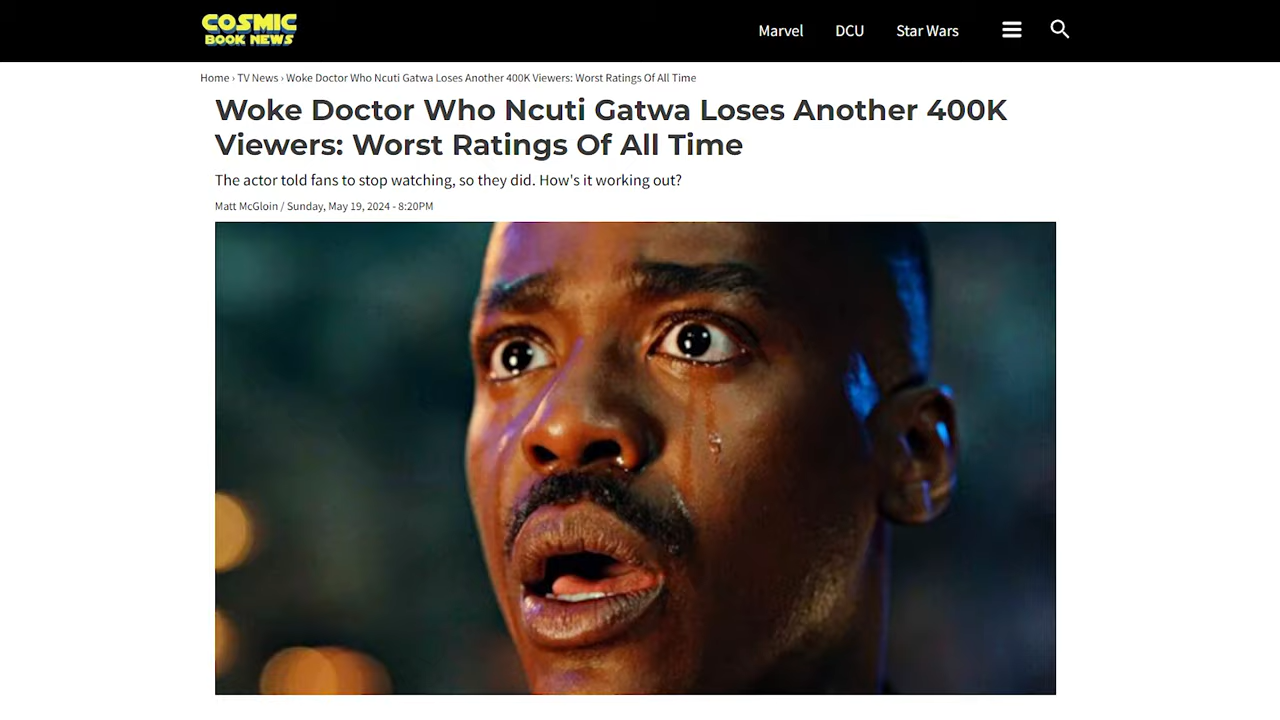 COSMIC
BOOK NEWS
Marvel DCU Star Wars
Home › TV News › Woke Doctor Who Ncuti Gatwa Loses Another 400K Viewers: Worst Ratings Of All Time
Woke Doctor Who Ncuti Gatwa Loses Another 400K
Viewers: Worst Ratings Of All Time
The actor told fans to stop watching, so they did. How's it working out?
Matt McGloin / Sunday, May 19, 2024 - 8:20PM